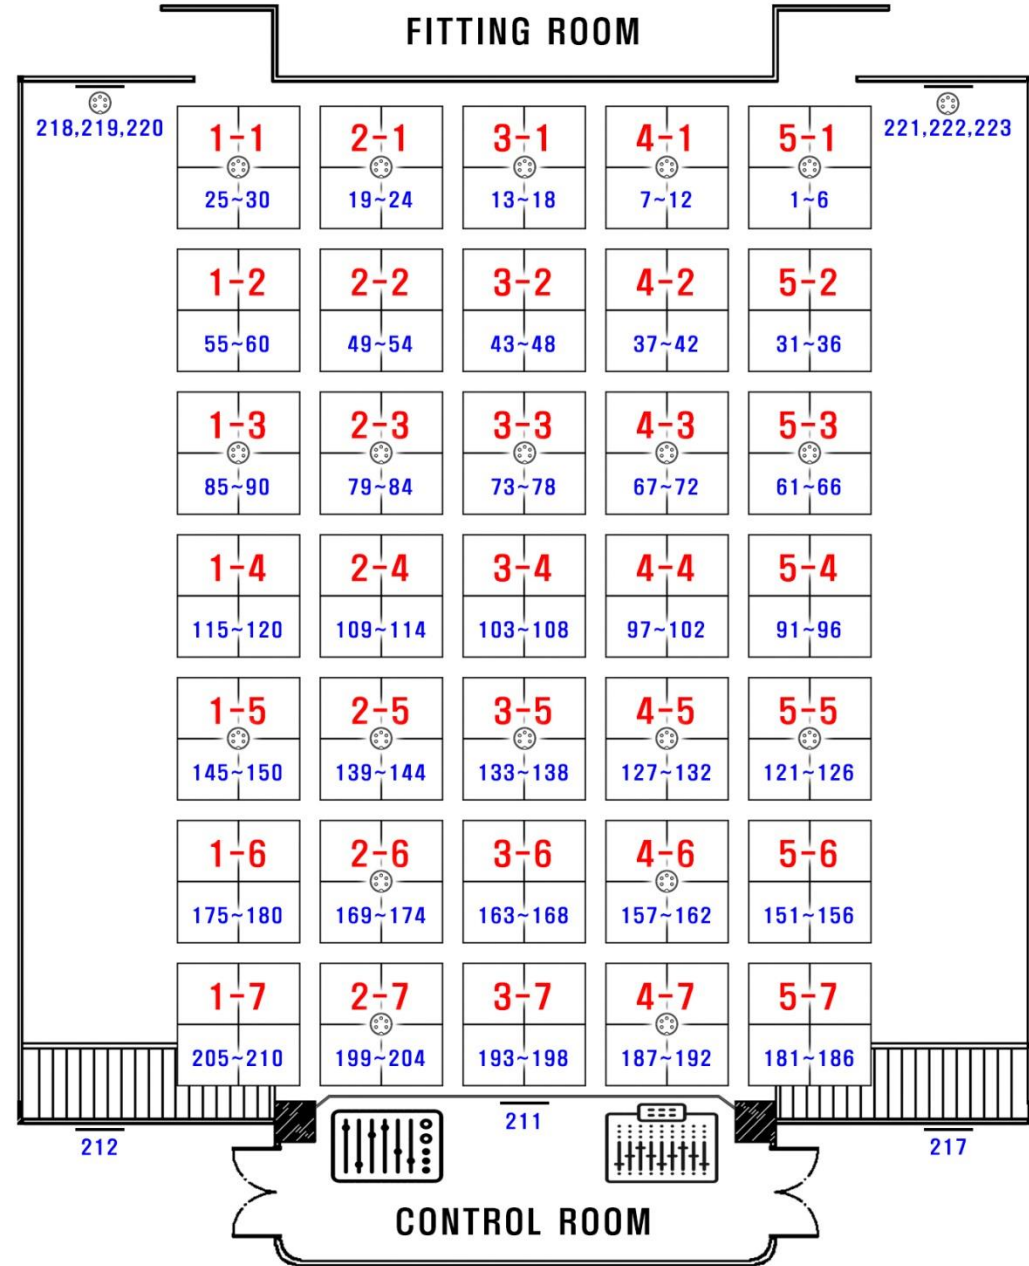 FITTING ROOM
218,219,220
221,222,223
1-1 2-1 3-1 4-1 5-1
25~30 19~24 13~18 7~12 1~6
1-2 2-2 3-2 4-2 5-2
55~60 49~54 43~48 37~42 31~36
1-3 2-3 3-3 4-3 5-3
85~90 79~84 73~78 67~72 61~66
1-4 2-4 3-4 4-4 5-4
115~120 109~114 103~108 97~102 91~96
1-5 2-5 3-5 4-5 5-5
145~150 139~144 133~138 127~132 121~126
1-6 2-6 3-6 4-6 5-6
175~180 169~174 163~168 157~162 151~156
1-7 2-7 3-7 4-7 5-7
205~210 199~204 193~198 187~192 181~186
211
212
217
CONTROL ROOM